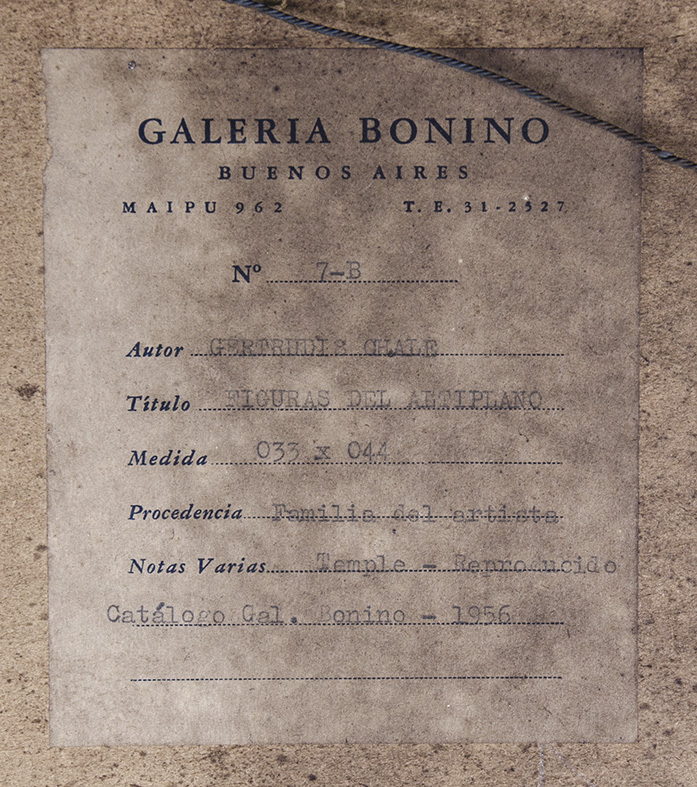 GALERIA BONINO
BUENOS AIRES
MAIPU 962 T. E. 31-2527
Nº 7-B
Autor GERTRUDIS CHALE
Título FIGURAS DEL ALTIPLANO
Medida 033 x 044
Procedencia Familia del artista
Notas Varias Temple - Reproducido
Catálogo Gal. Bonino - 1956